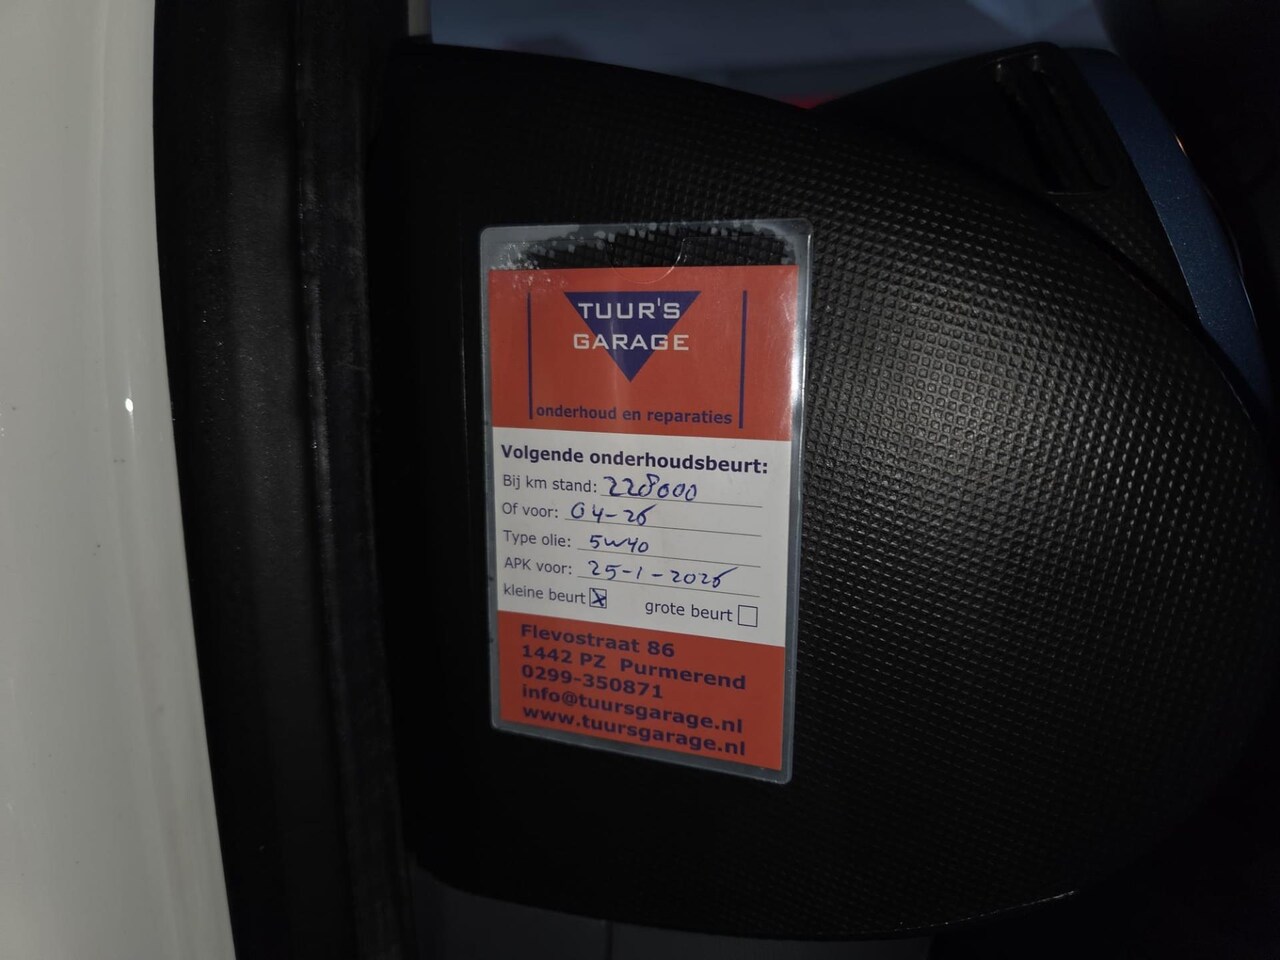 TUUR'S
GARAGE
onderhoud en reparaties
Volgende onderhoudsbeurt:
Bij km stand: 228000
Of voor: 04-26
Type olie: 5w40
APK voor: 25-1-2026
kleine beurt grote beurt
Flevostraat 86
1442 PZ Purmerend
0299-350871
info@tuursgarage.nl
www.tuursgarage.nl